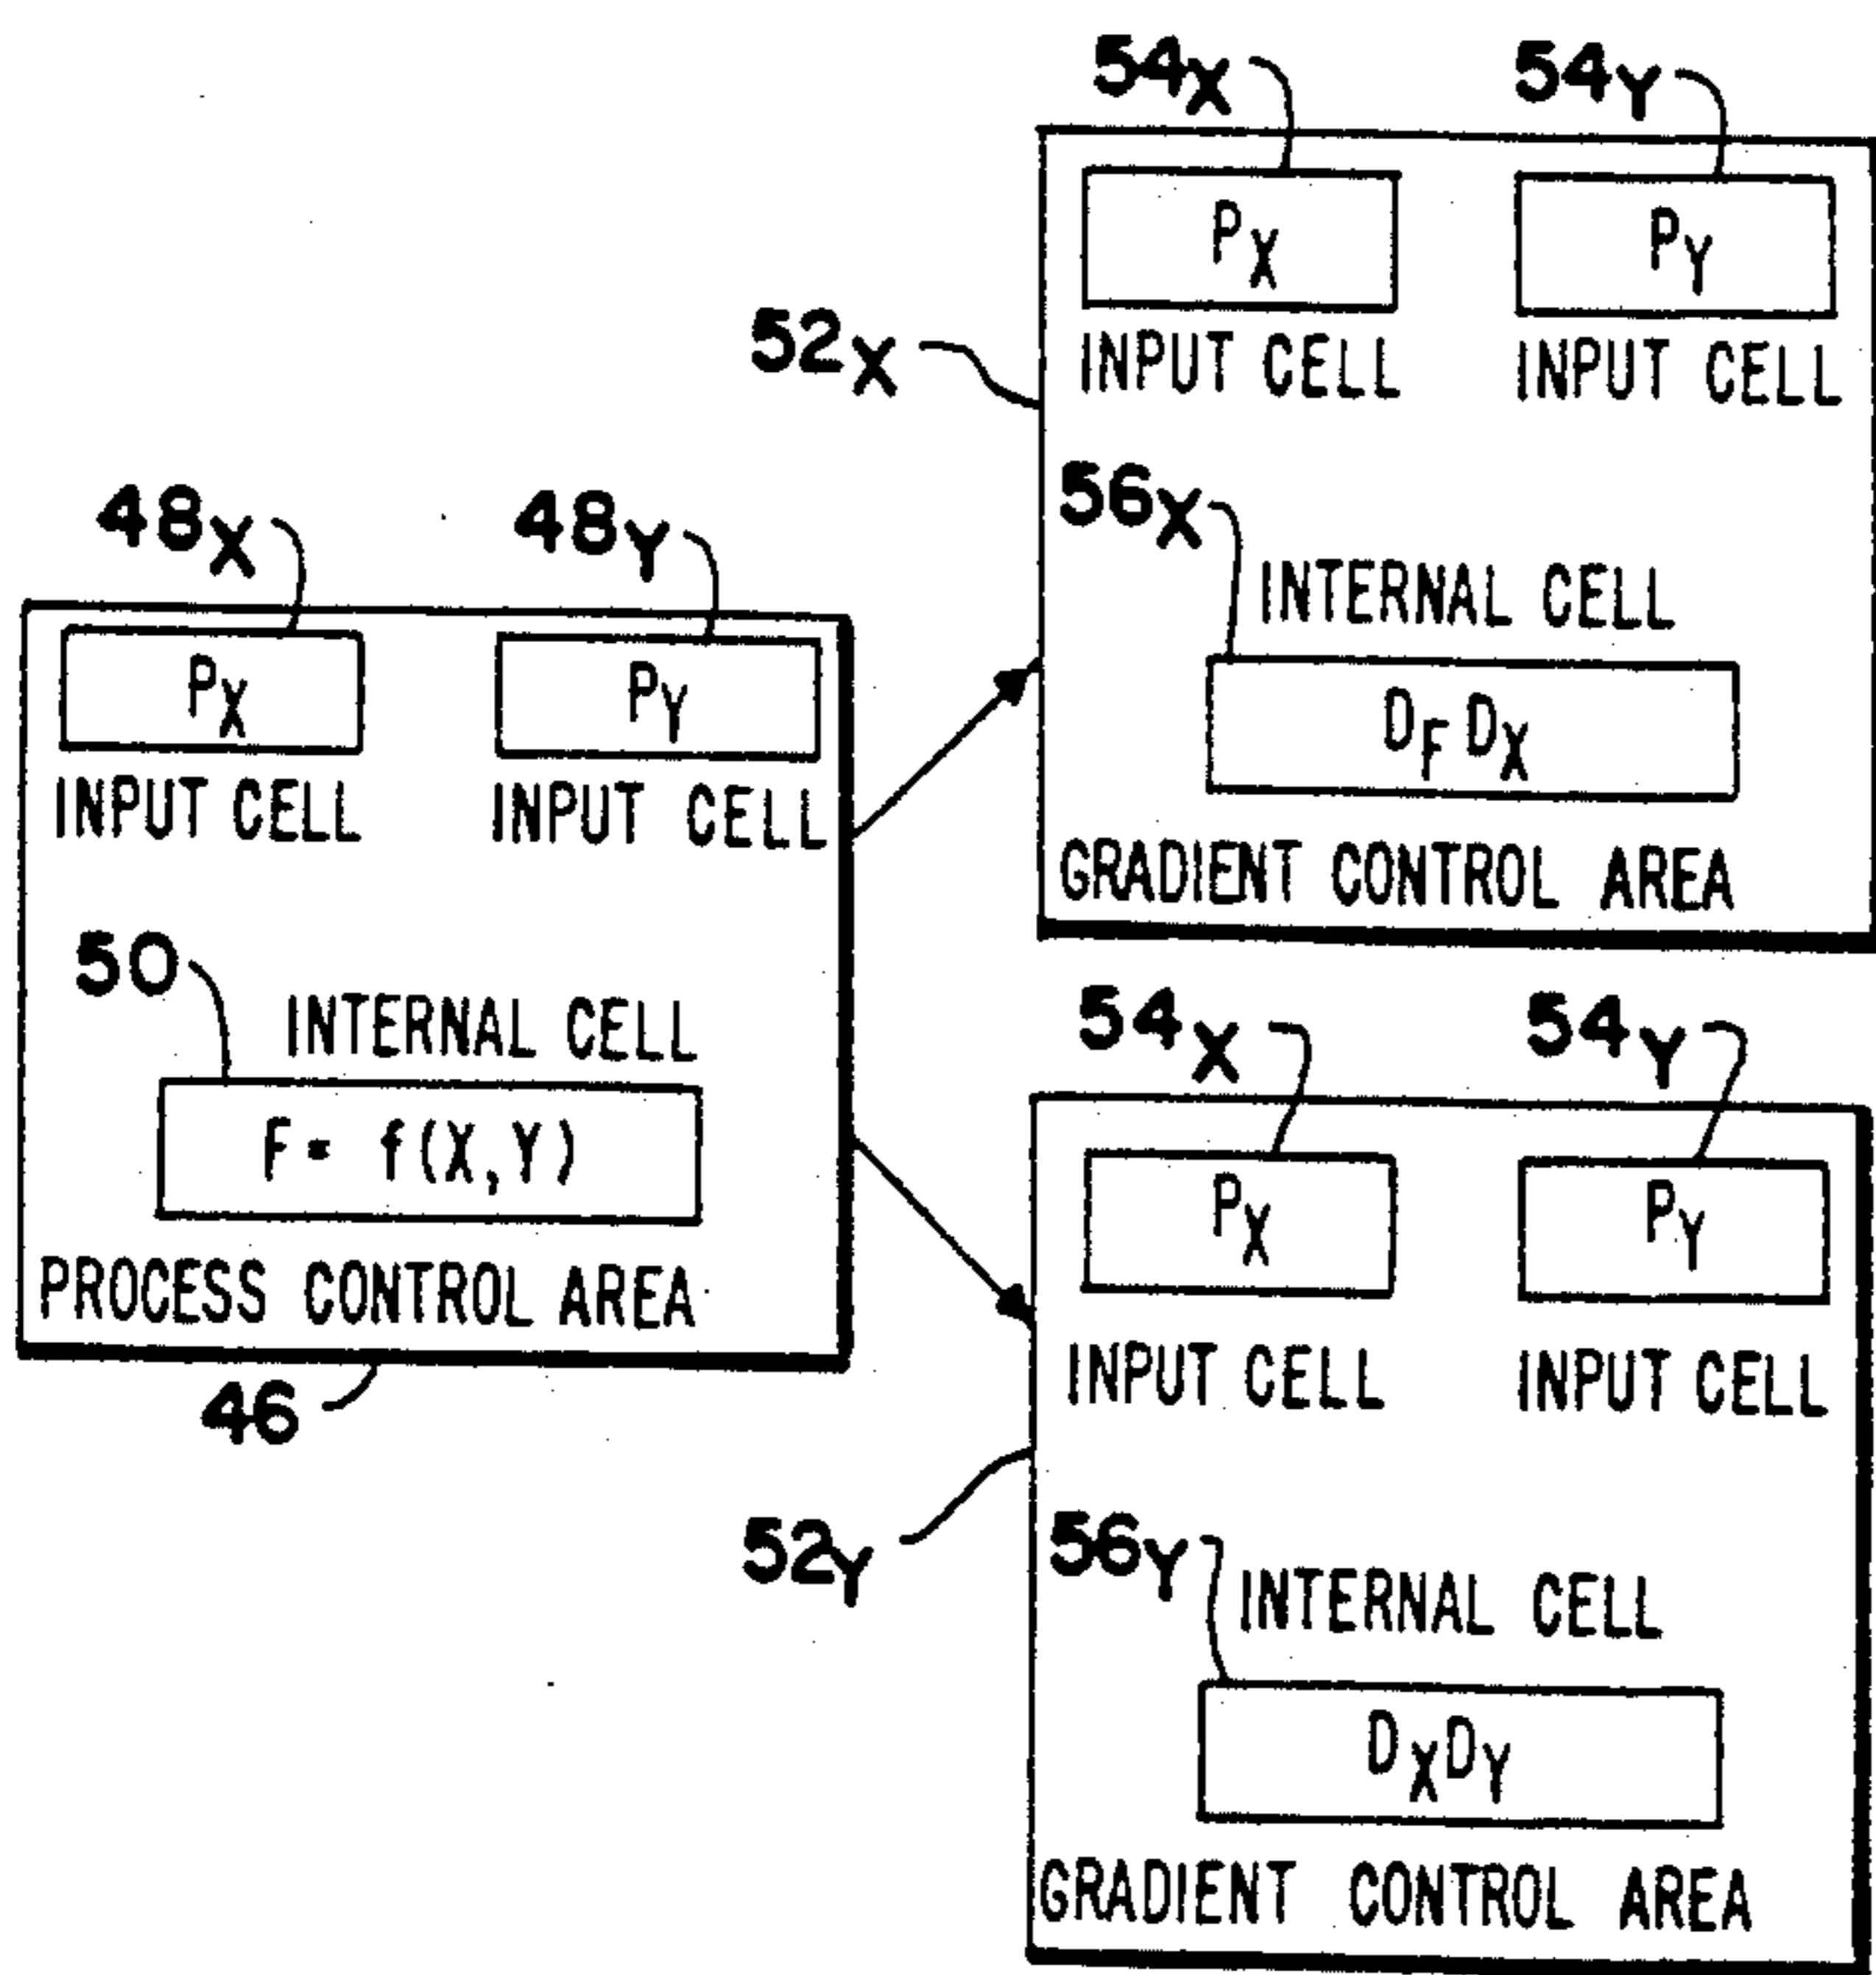 54X
54Y
PX
PY
INPUT CELL
INPUT CELL
52X
56X
INTERNAL CELL
DF DX
GRADIENT CONTROL AREA
48X
48Y
PX
PY
INPUT CELL
INPUT CELL
50
INTERNAL CELL
F = f(X,Y)
PROCESS CONTROL AREA
46
54X
54Y
PX
PY
INPUT CELL
INPUT CELL
52Y
56Y
INTERNAL CELL
DXDY
GRADIENT CONTROL AREA